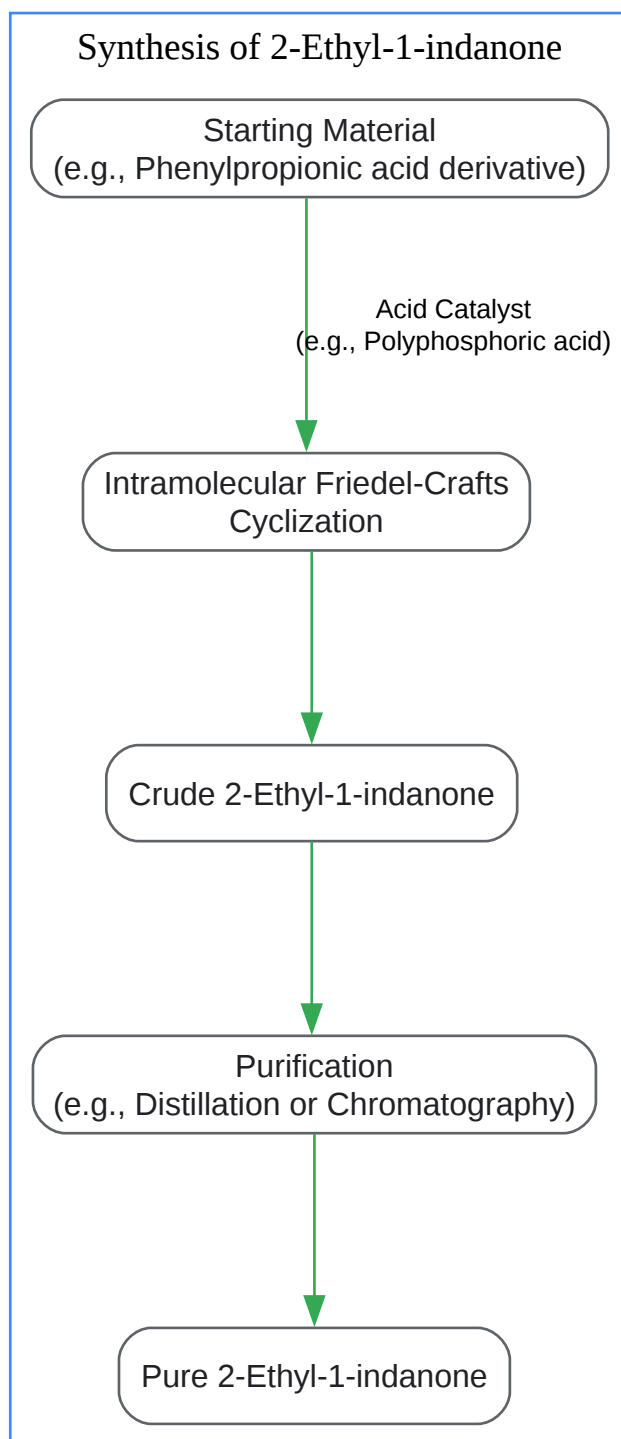 Synthesis of 2-Ethyl-1-indanone
Starting Material
(e.g., Phenylpropionic acid derivative)
Acid Catalyst
(e.g., Polyphosphoric acid)
Intramolecular Friedel-Crafts
Cyclization
Crude 2-Ethyl-1-indanone
Purification
(e.g., Distillation or Chromatography)
Pure 2-Ethyl-1-indanone